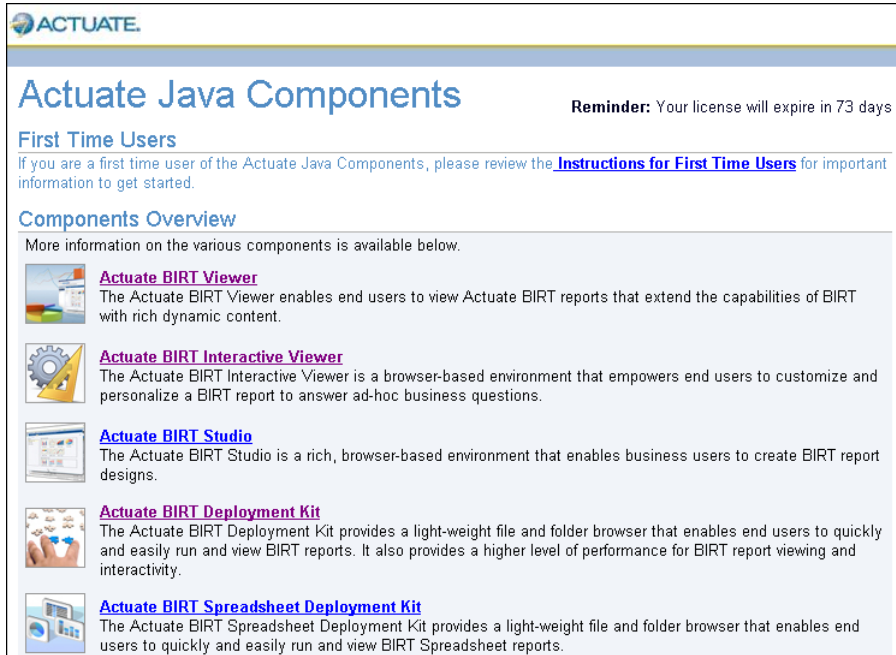 ACTUATE.
Actuate Java Components
Reminder: Your license will expire in 73 days
First Time Users
If you are a first time user of the Actuate Java Components, please review the Instructions for First Time Users for important
information to get started.
Components Overview
More information on the various components is available below.
Actuate BIRT Viewer
The Actuate BIRT Viewer enables end users to view Actuate BIRT reports that extend the capabilities of BIRT
with rich dynamic content.
Actuate BIRT Interactive Viewer
The Actuate BIRT Interactive Viewer is a browser-based environment that empowers end users to customize and
personalize a BIRT report to answer ad-hoc business questions.
Actuate BIRT Studio
The Actuate BIRT Studio is a rich, browser-based environment that enables business users to create BIRT report
designs.
Actuate BIRT Deployment Kit
The Actuate BIRT Deployment Kit provides a light-weight file and folder browser that enables end users to quickly
and easily run and view BIRT reports. It also provides a higher level of performance for BIRT report viewing and
interactivity.
Actuate BIRT Spreadsheet Deployment Kit
The Actuate BIRT Spreadsheet Deployment Kit provides a light-weight file and folder browser that enables end
users to quickly and easily run and view BIRT Spreadsheet reports.